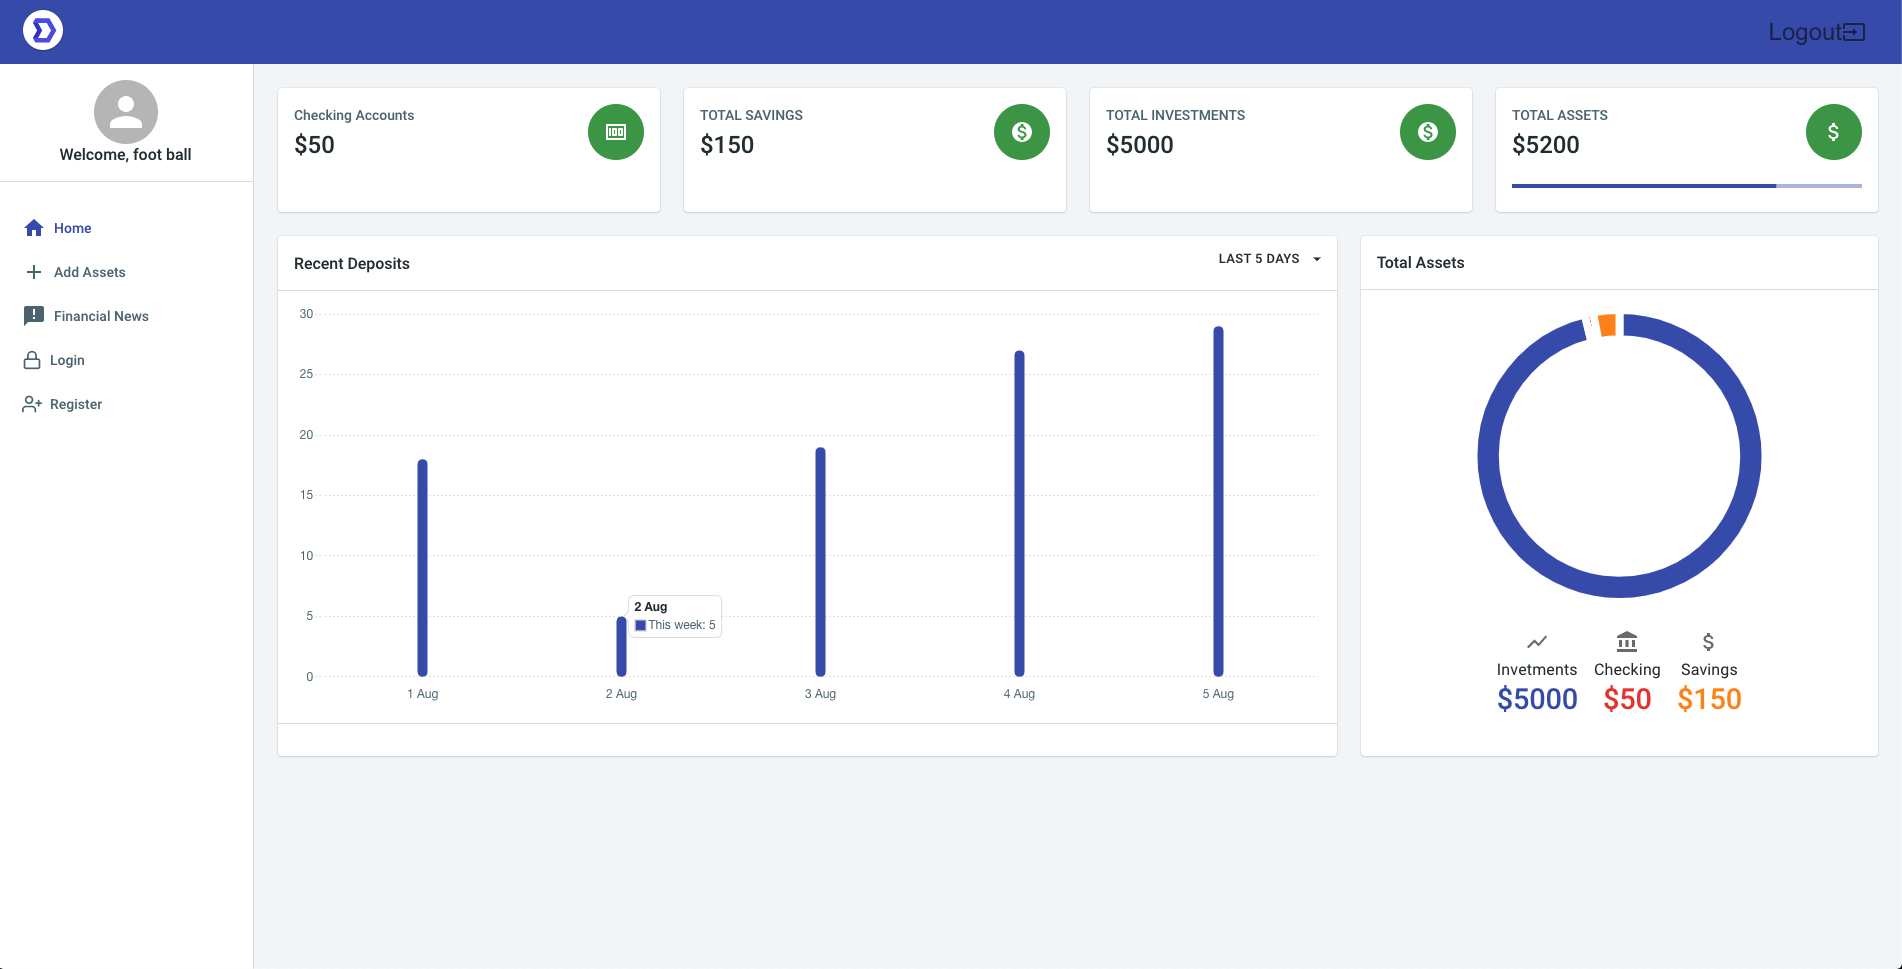 Logout
Welcome, foot ball
Home
Add Assets
Financial News
Login
Register
Checking Accounts
$50
TOTAL SAVINGS
$150
TOTAL INVESTMENTS
$5000
TOTAL ASSETS
$5200
Recent Deposits
LAST 5 DAYS
30
25
20
15
10
5
0
2 Aug
This week: 5
1 Aug
2 Aug
3 Aug
4 Aug
5 Aug
Total Assets
Invetments
$5000
Checking
$50
Savings
$150